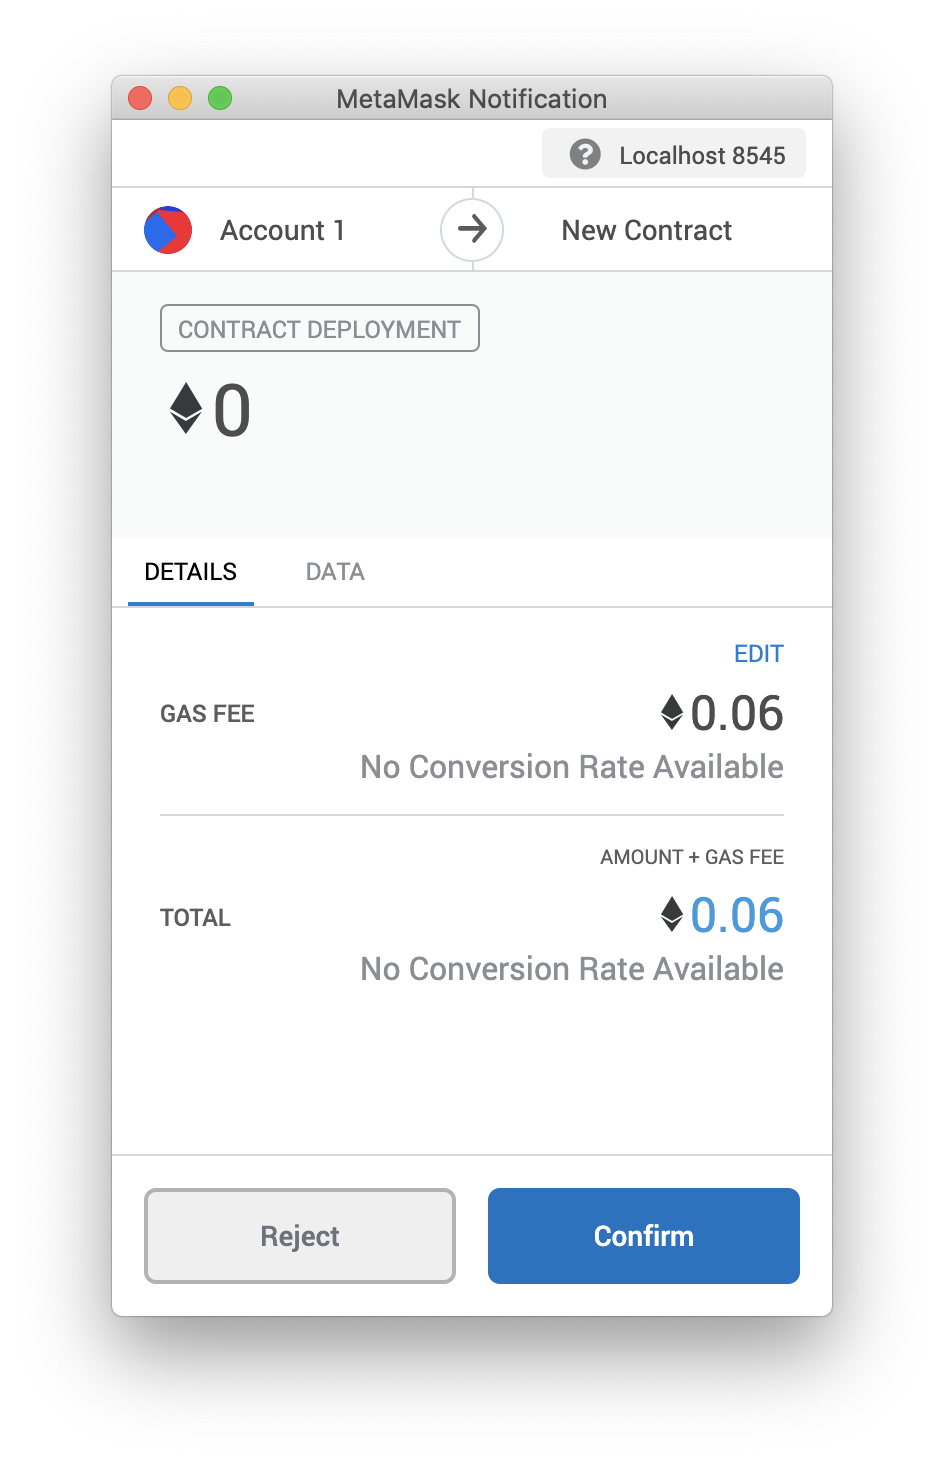 MetaMask Notification
? Localhost 8545
Account 1
New Contract
CONTRACT DEPLOYMENT
0
DETAILS DATA
EDIT
GAS FEE 0.06
No Conversion Rate Available
AMOUNT + GAS FEE
TOTAL 0.06
No Conversion Rate Available
Reject Confirm